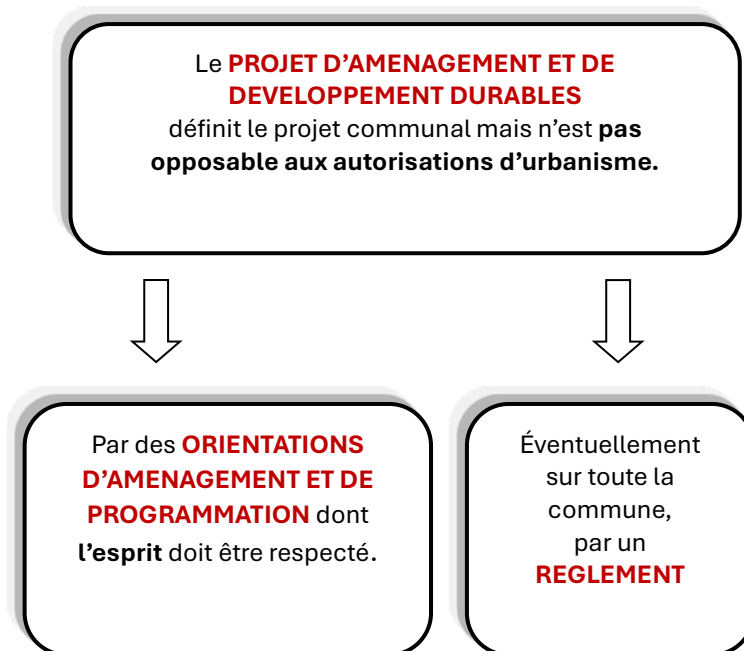 Le PROJET D’AMENAGEMENT ET DE
DEVELOPPEMENT DURABLES
définit le projet communal mais n’est pas
opposable aux autorisations d’urbanisme.
Par des ORIENTATIONS
D’AMENAGEMENT ET DE
PROGRAMMATION dont
l’esprit doit être respecté.
Éventuellement
sur toute la
commune,
par un
REGLEMENT